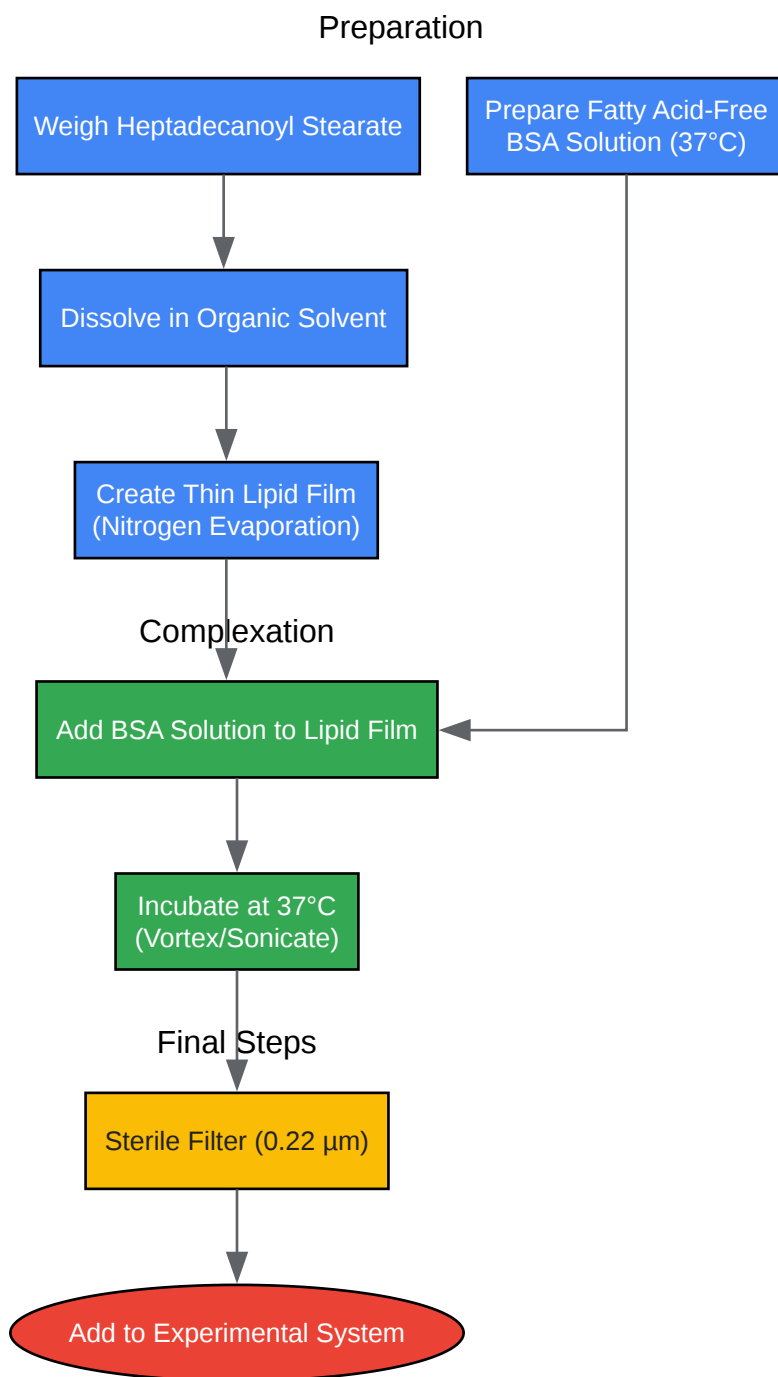 Preparation
Weigh Heptadecanoyl Stearate
Prepare Fatty Acid-Free
BSA Solution (37°C)
Dissolve in Organic Solvent
Create Thin Lipid Film
(Nitrogen Evaporation)
Complexation
Add BSA Solution to Lipid Film
Incubate at 37°C
(Vortex/Sonicate)
Final Steps
Sterile Filter (0.22 µm)
Add to Experimental System